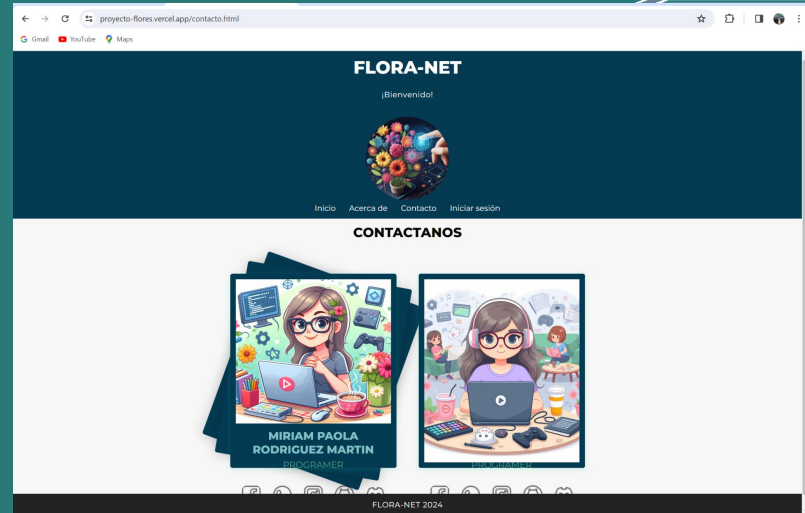 proyecto-flores.vercel.app/contacto.html
Gmail YouTube Maps
FLORA-NET
¡Bienvenido!
Inicio Acerca de Contacto Iniciar sesión
CONTACTANOS
MIRIAM PAOLA
RODRIGUEZ MARTIN
PROGRAMER
PROGRAMER
FLORA-NET 2024